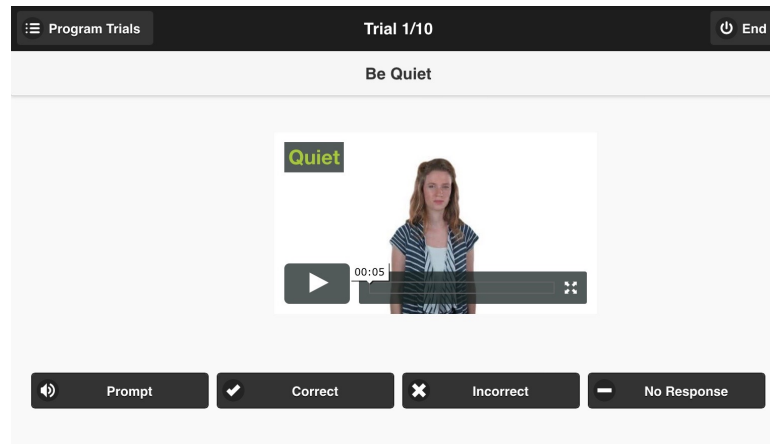 Program Trials
Trial 1/10
End
Be Quiet
Quiet
00:05
Prompt
Correct
Incorrect
No Response